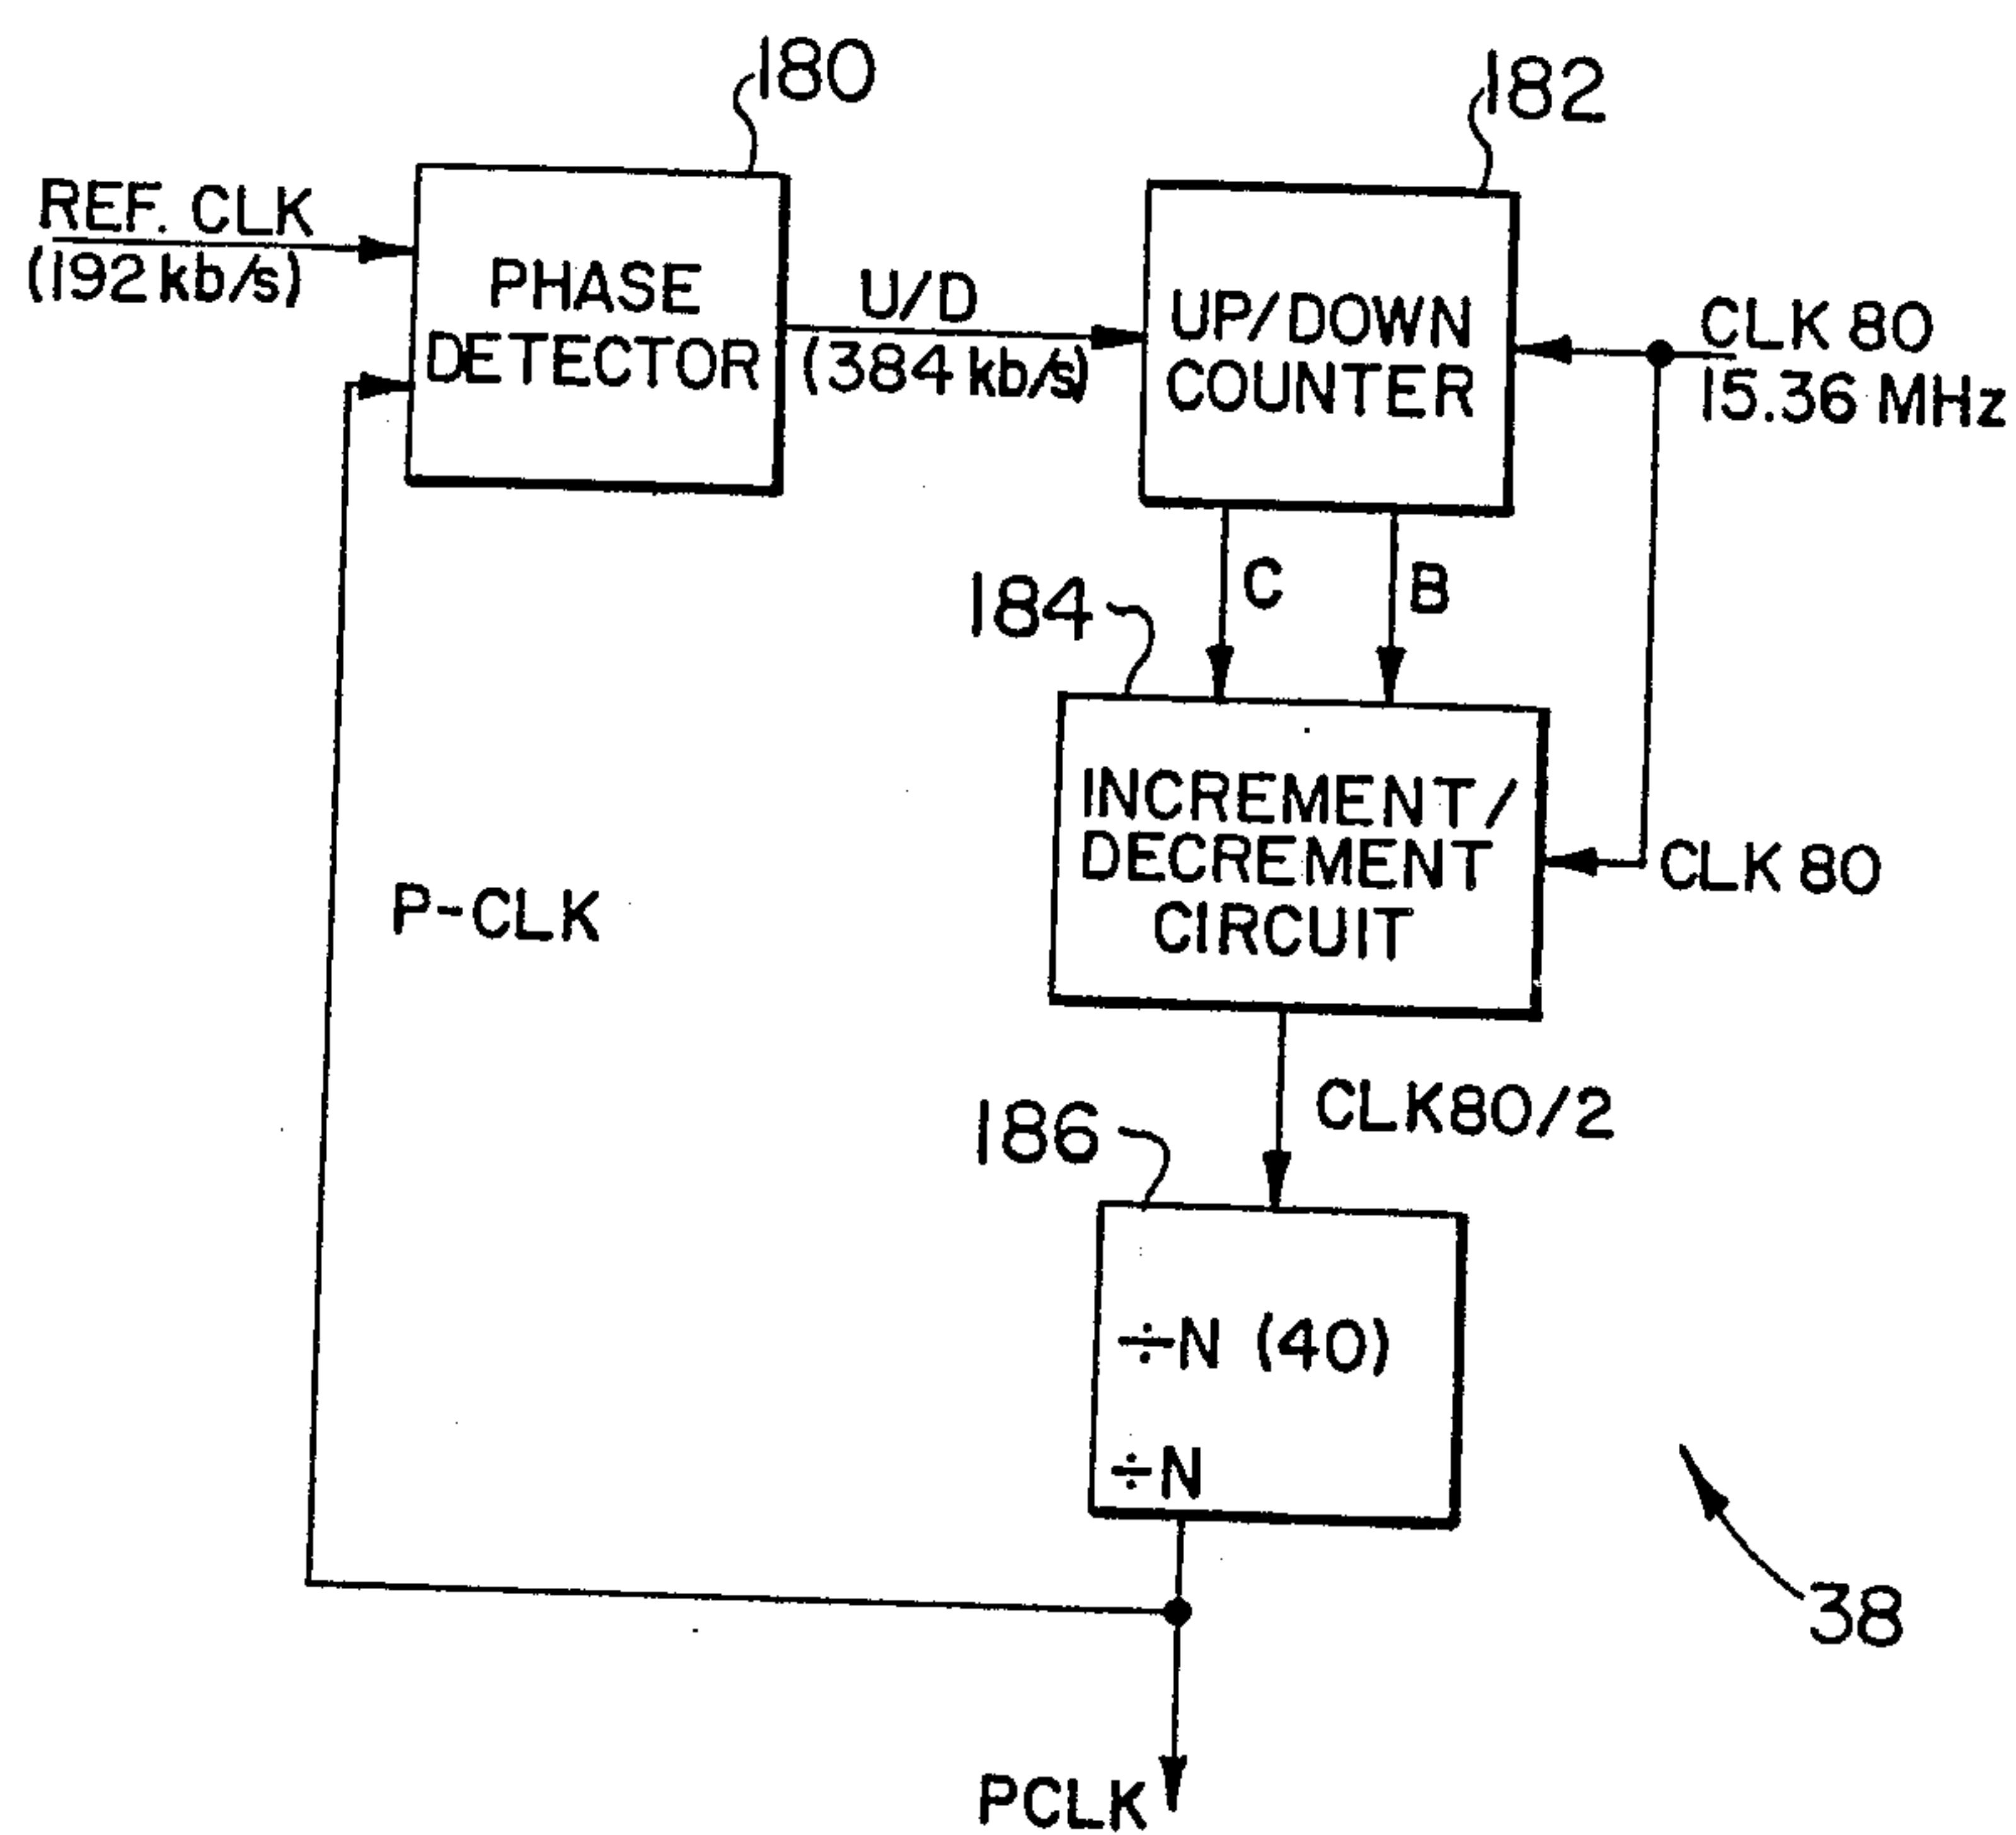 180
182
REF. CLK
(192 kb/s)
PHASE
DETECTOR
U/D
(384 kb/s)
UP/DOWN
COUNTER
CLK 80
15.36 MHz
C
B
184
INCREMENT/
DECREMENT
CIRCUIT
CLK 80
P-CLK
CLK80/2
186
÷N (40)
÷N
38
PCLK